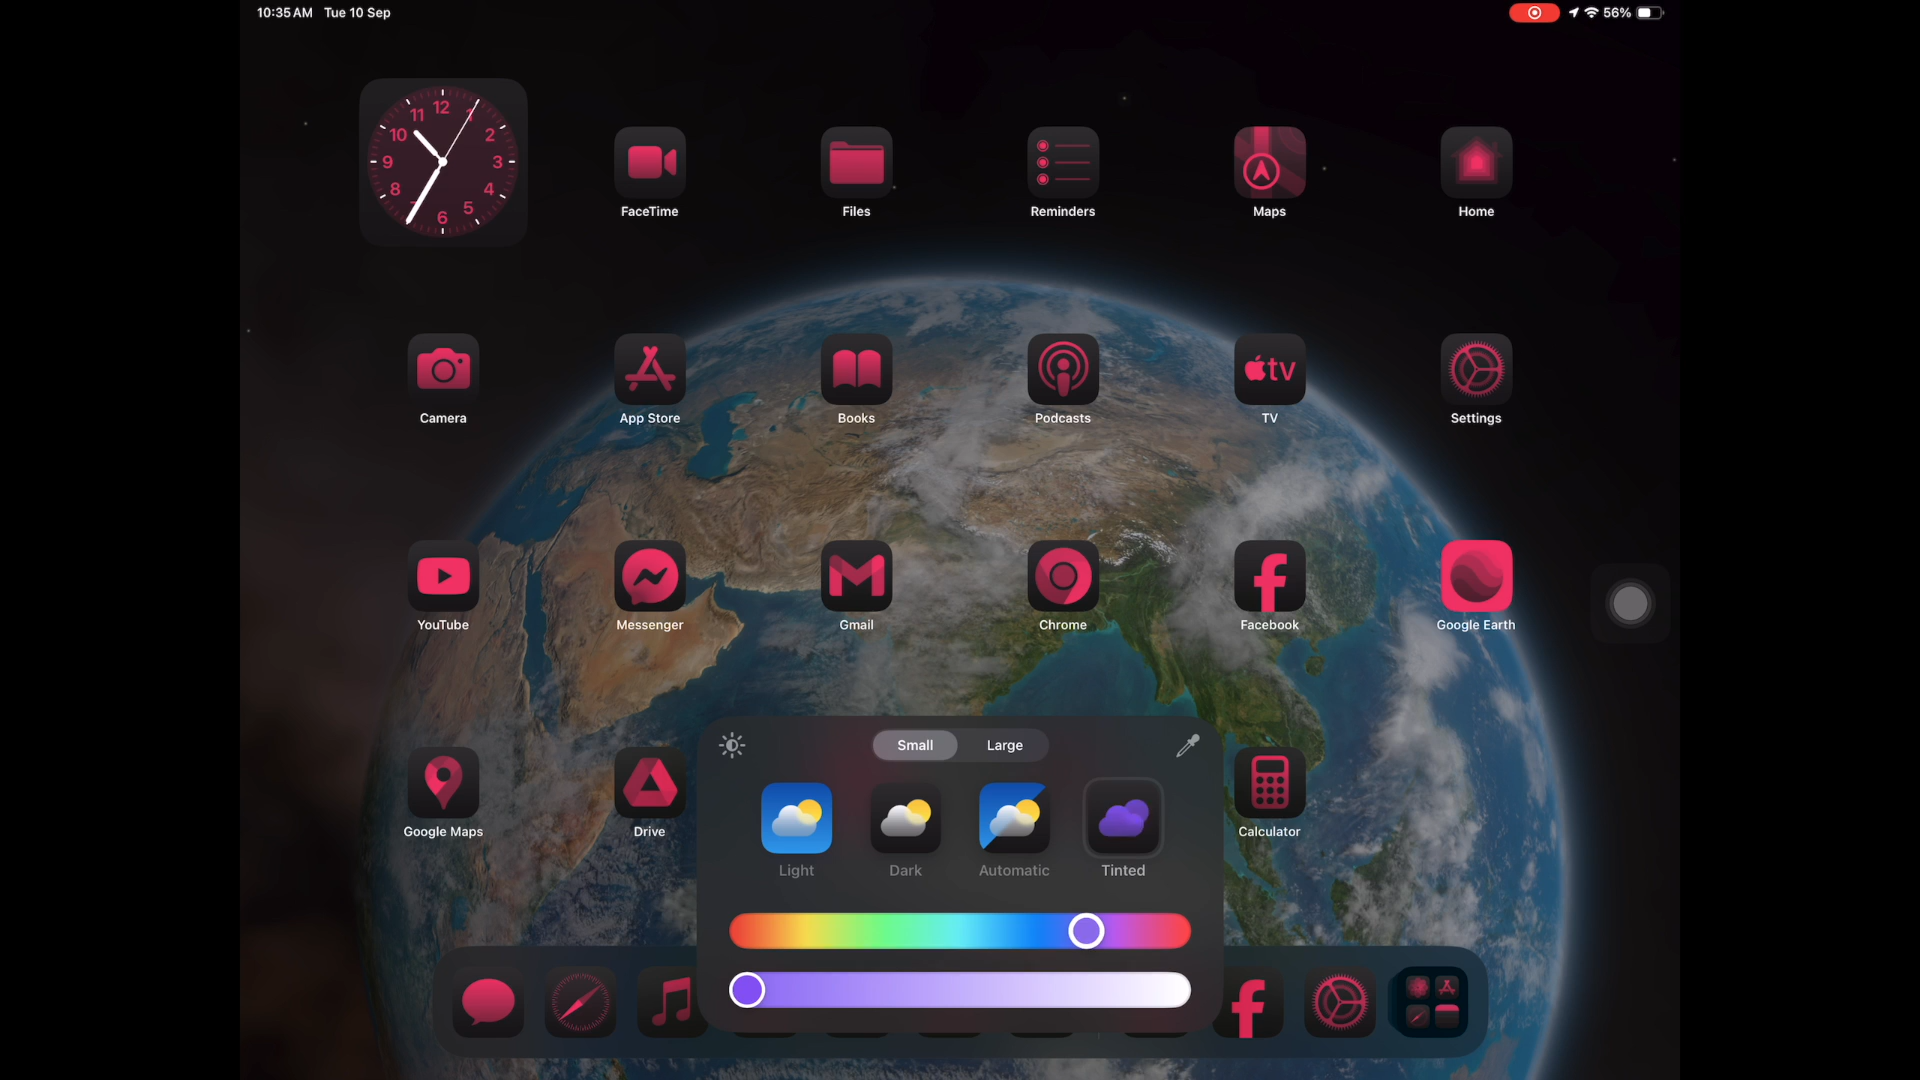 10:35 AM Tue 10 Sep
56%
12
11 1
10 2
9 3
8 4
5
6
FaceTime
Files
Reminders
Maps
Home
Camera
App Store
Books
Podcasts
tv
TV
Settings
YouTube
Messenger
Gmail
Chrome
Facebook
Google Earth
Google Maps
Drive
Calculator
Small
Large
Light
Dark
Automatic
Tinted